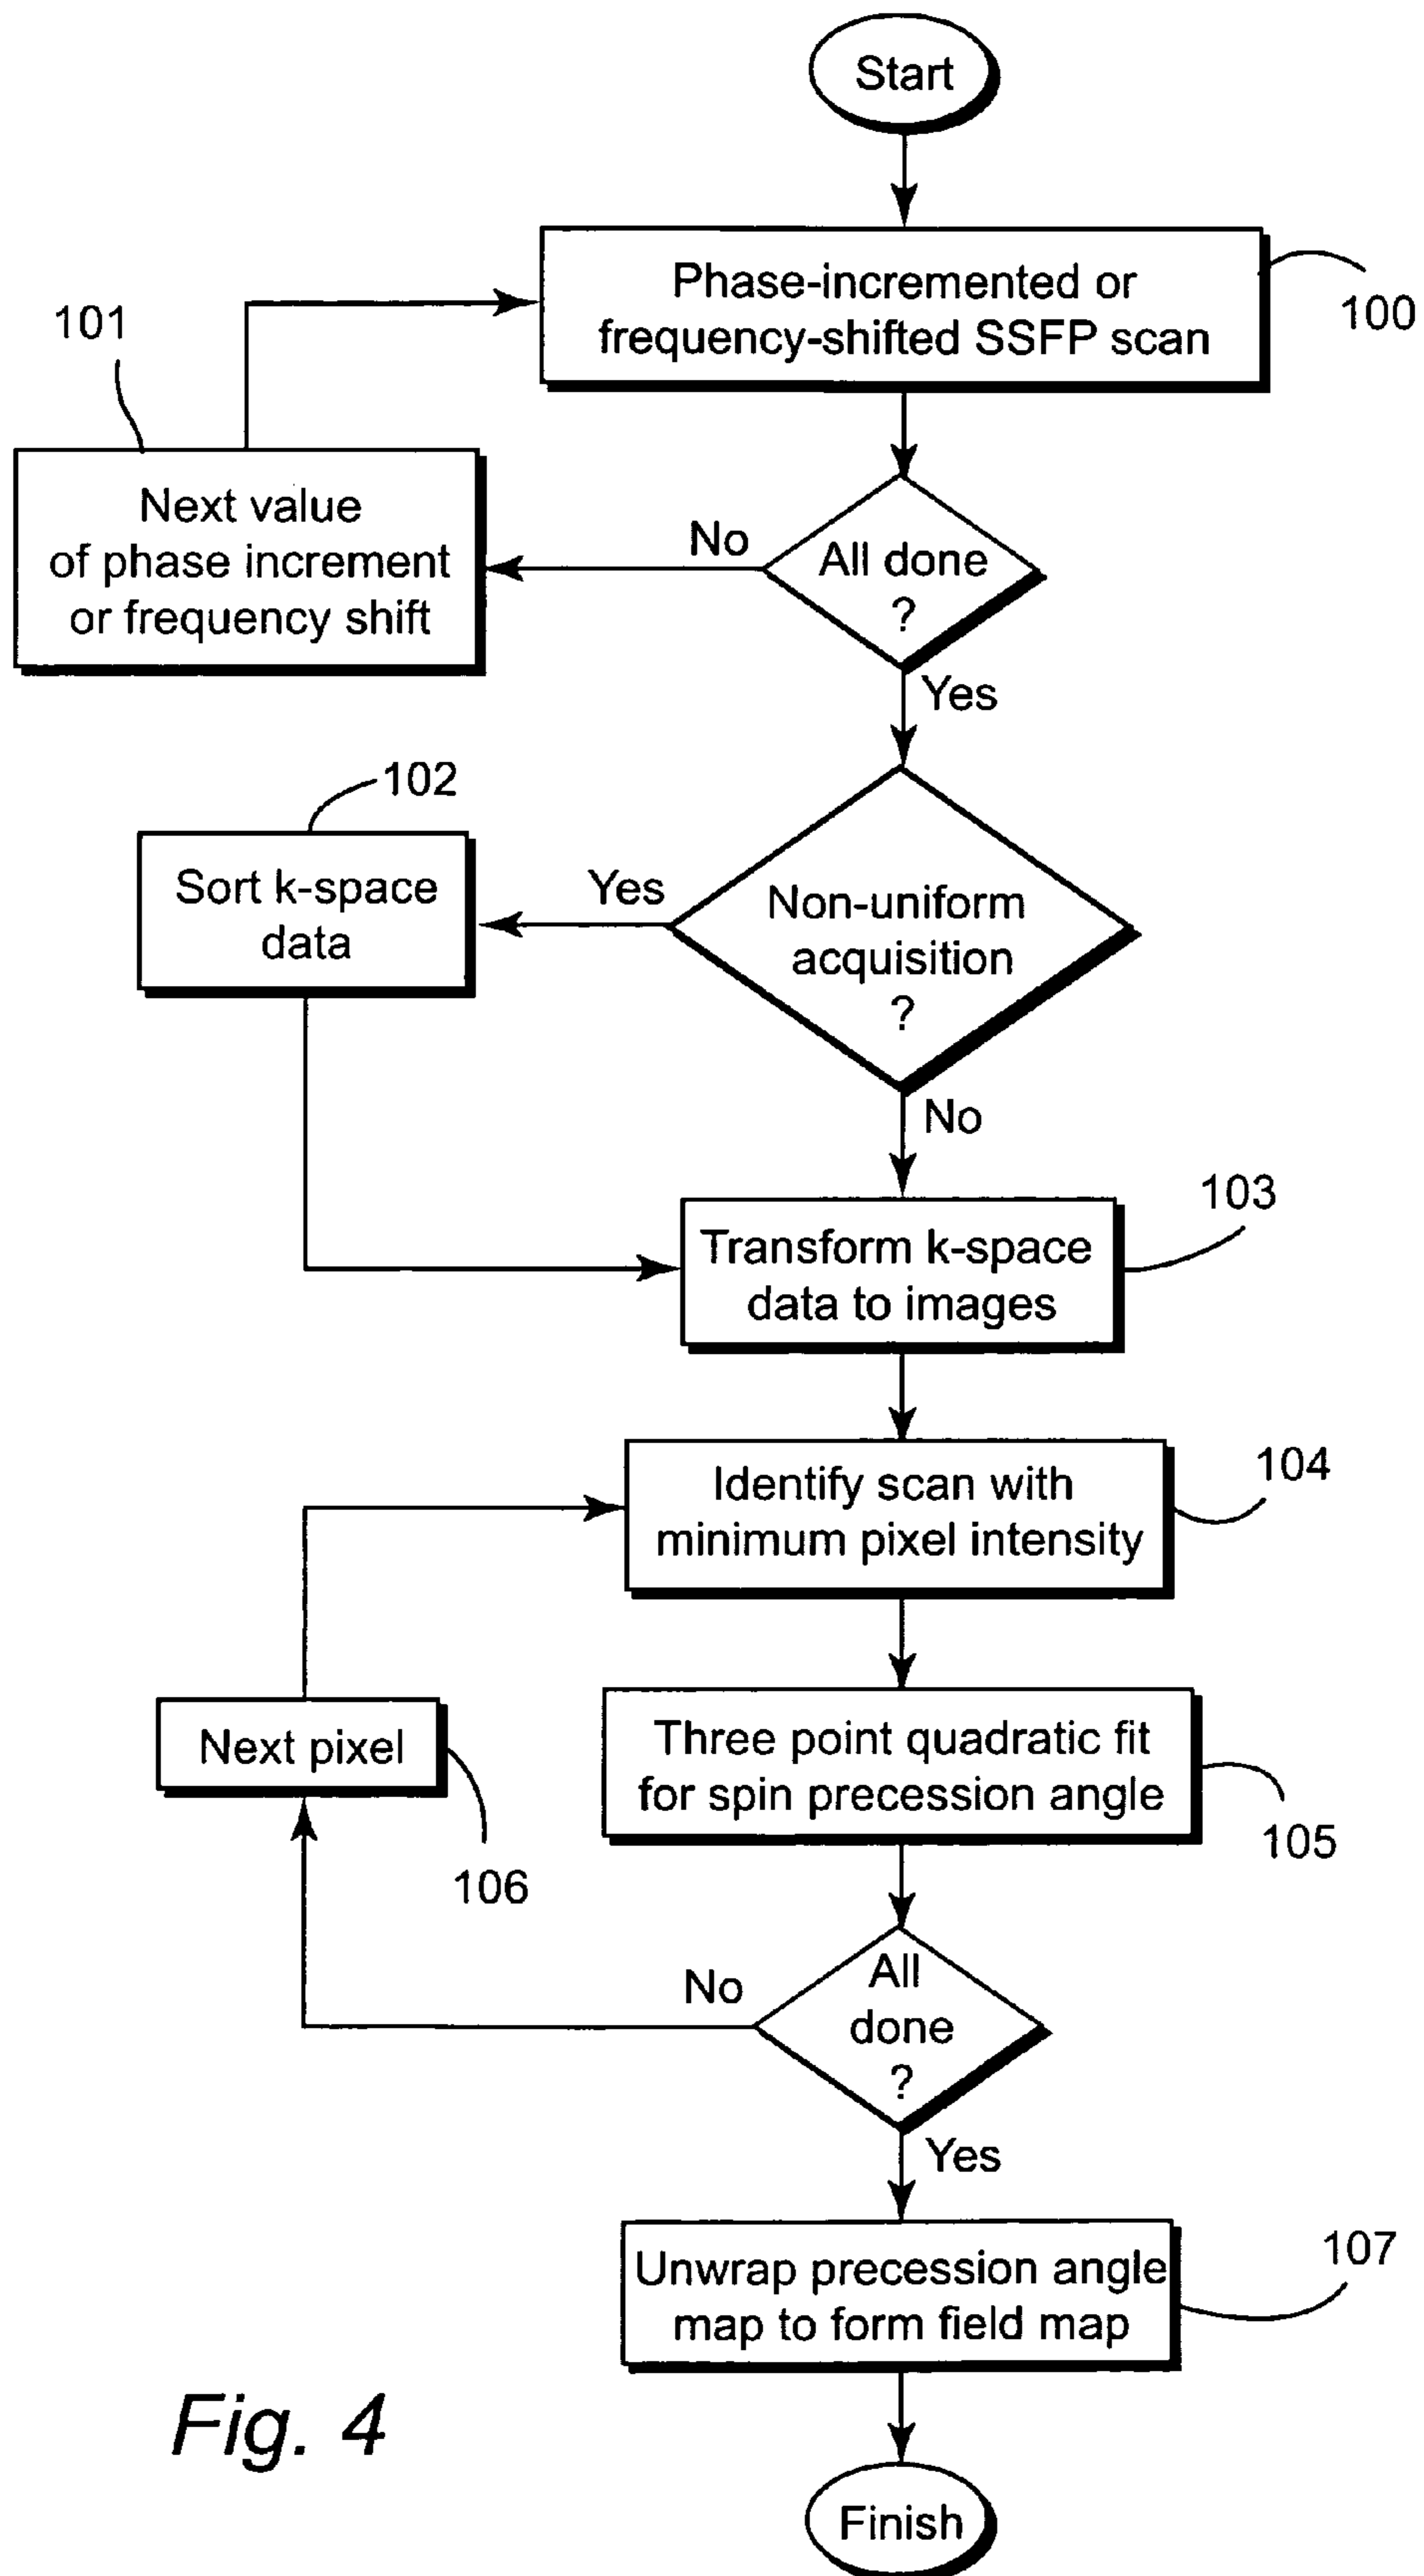 Start
Phase-incremented or
frequency-shifted SSFP scan
100
101
Next value
of phase increment
or frequency shift
No
All done
?
Yes
102
Sort k-space
data
Yes
Non-uniform
acquisition
?
No
103
Transform k-space
data to images
104
Identify scan with
minimum pixel intensity
Next pixel
106
Three point quadratic fit
for spin precession angle
105
No
All
done
?
Yes
107
Unwrap precession angle
map to form field map
Fig. 4
Finish